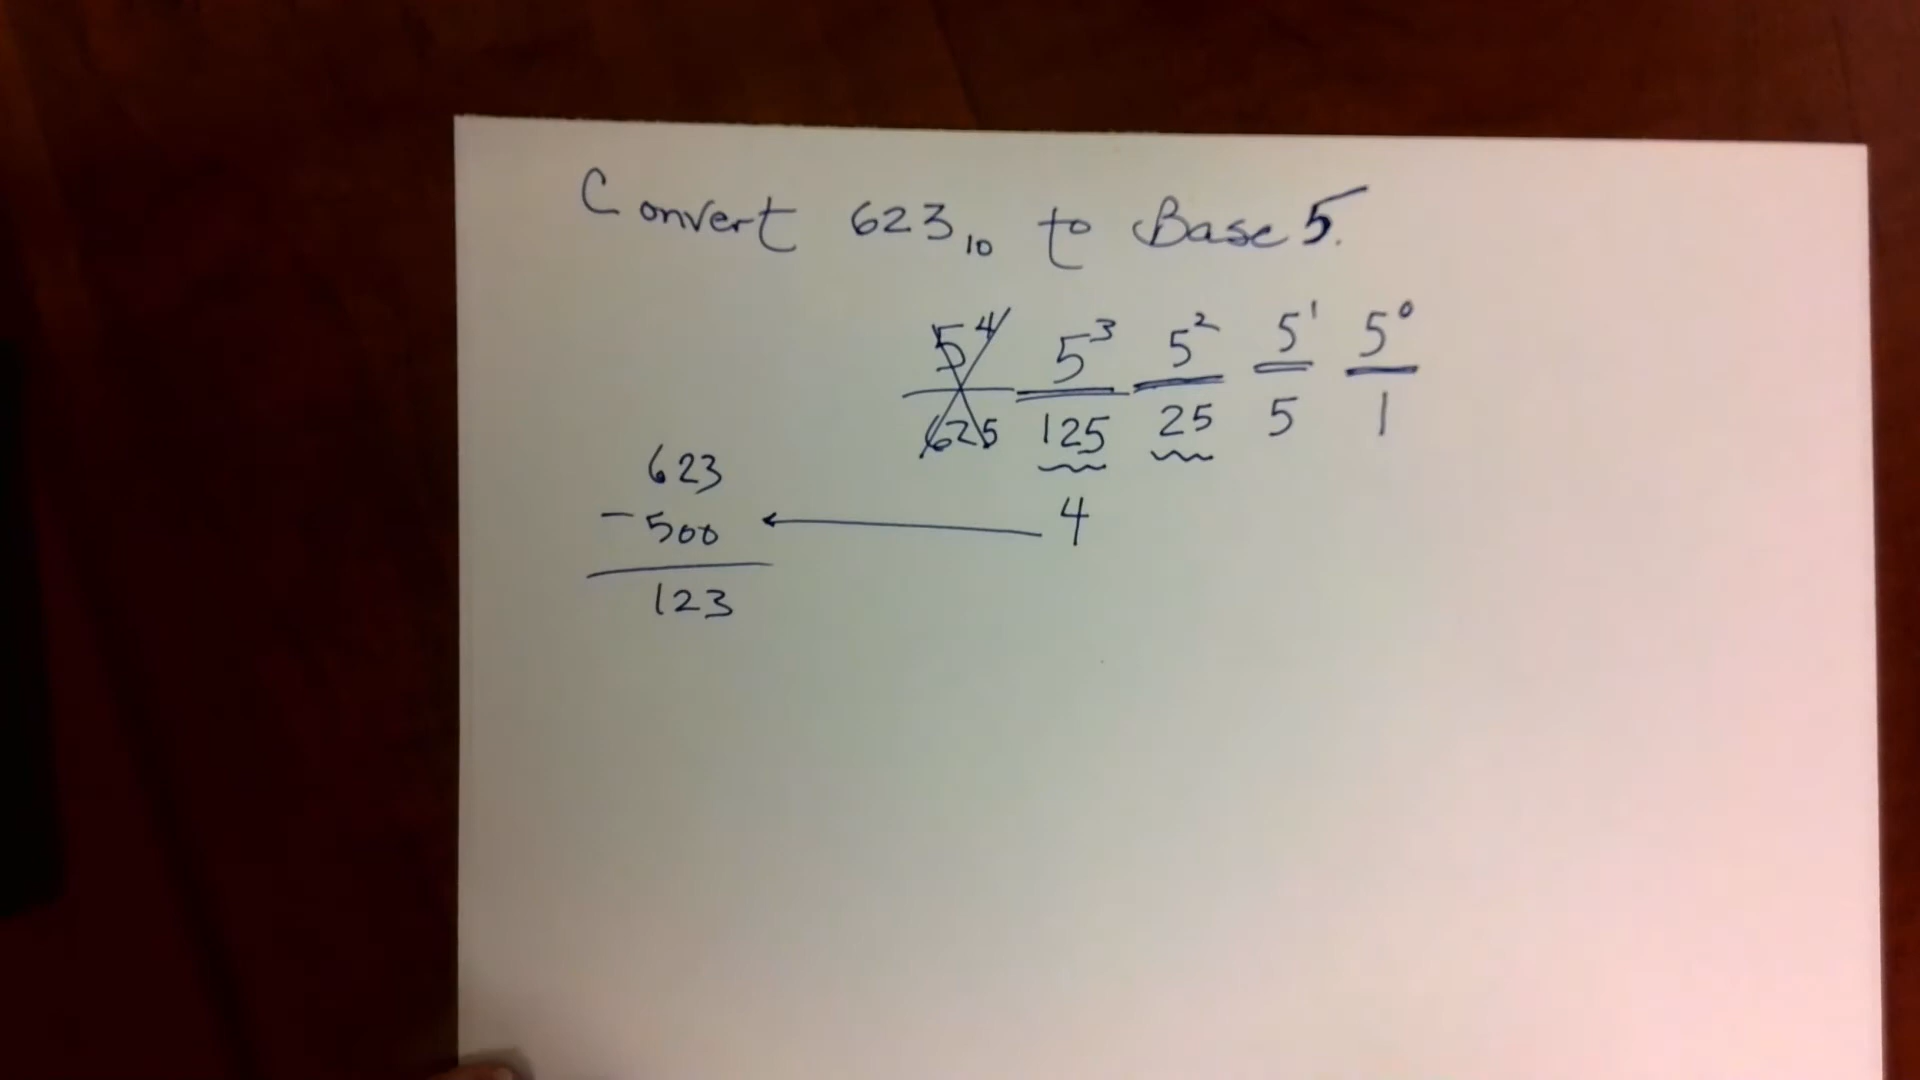 Convert 623₁₀ to Base 5.
5⁴ 5³ 5² 5¹ 5⁰
625 125 25 5 1
623
- 500 ← 4
123